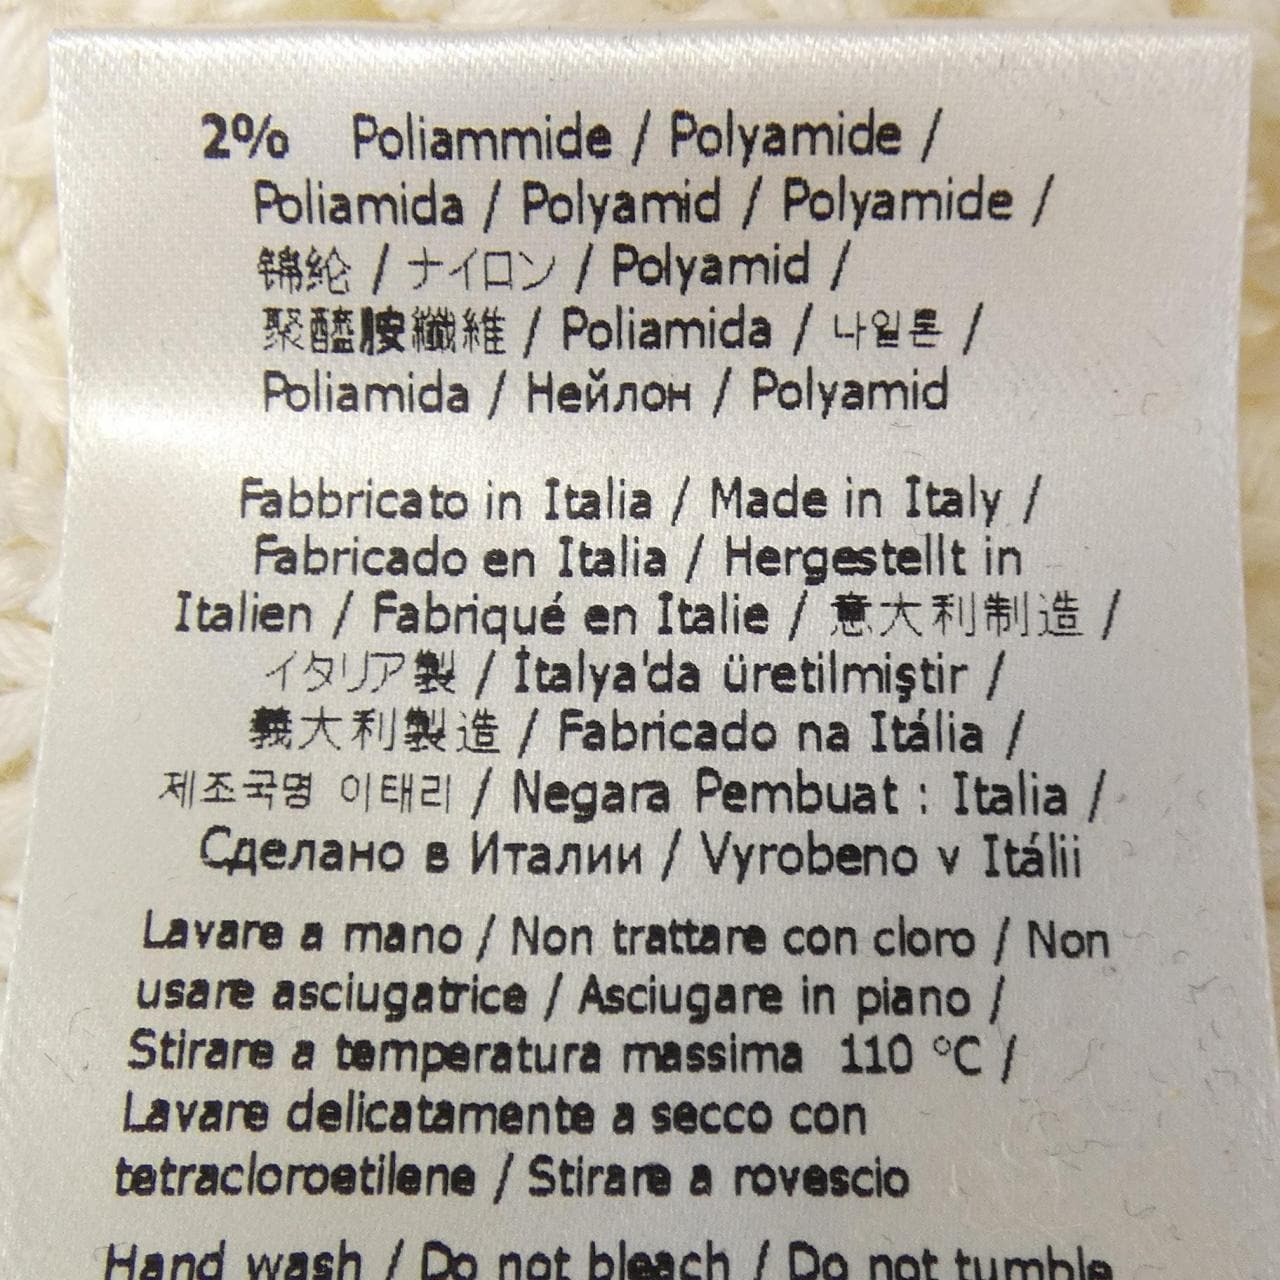 2% Poliammide / Polyamide /
Poliamida / Polyamid / Polyamide /
锦纶 / ナイロン / Polyamid /
聚醯胺纖維 / Poliamida / 나일론 /
Poliamida / Нейлон / Polyamid
Fabbricato in Italia / Made in Italy /
Fabricado en Italia / Hergestellt in
Italien / Fabriqué en Italie / 意大利制造 /
イタリア製 / İtalya'da üretilmiştir /
義大利製造 / Fabricado na Itália /
제조국명 이태리 / Negara Pembuat : Italia /
Сделано в Италии / Vyrobeno v Itálii
Lavare a mano / Non trattare con cloro / Non
usare asciugatrice / Asciugare in piano /
Stirare a temperatura massima 110 °C /
Lavare delicatamente a secco con
tetracloroetilene / Stirare a rovescio
Hand wash / Do not bleach / Do not tumble